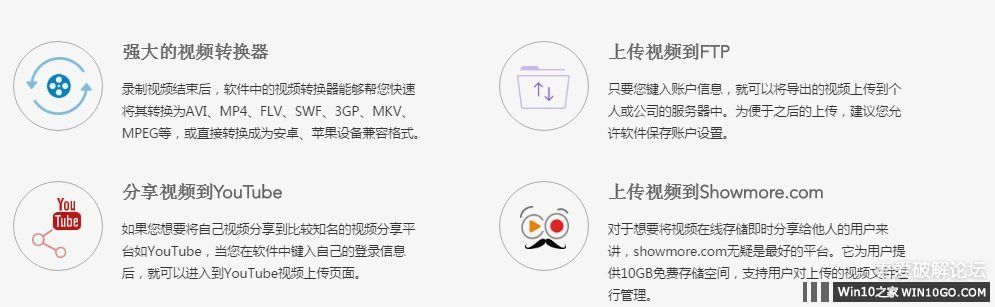 强大的视频转换器
录制视频结束后，软件中的视频转换器能够帮您快速
将其转换为AVI、MP4、FLV、SWF、3GP、MKV、
MPEG等，或直接转换成为安卓、苹果设备兼容格式。
上传视频到FTP
只要您键入账户信息，就可以将导出的视频上传到个
人或公司的服务器中。为便于之后的上传，建议您允
许软件保存账户设置。
You
Tube
分享视频到YouTube
如果您想要将自己视频分享到比较知名的视频分享平
台如YouTube，当您在软件中键入自己的登录信息
后，就可以进入到YouTube视频上传页面。
上传视频到Showmore.com
对于想要将视频在线存储即时分享给他人的用户来
讲，showmore.com无疑是最好的平台。它为用户提
供10GB免费存储空间，支持用户对上传的视频文件进
行管理。
吾爱破解论坛
Win10之家 WIN10GO.COM